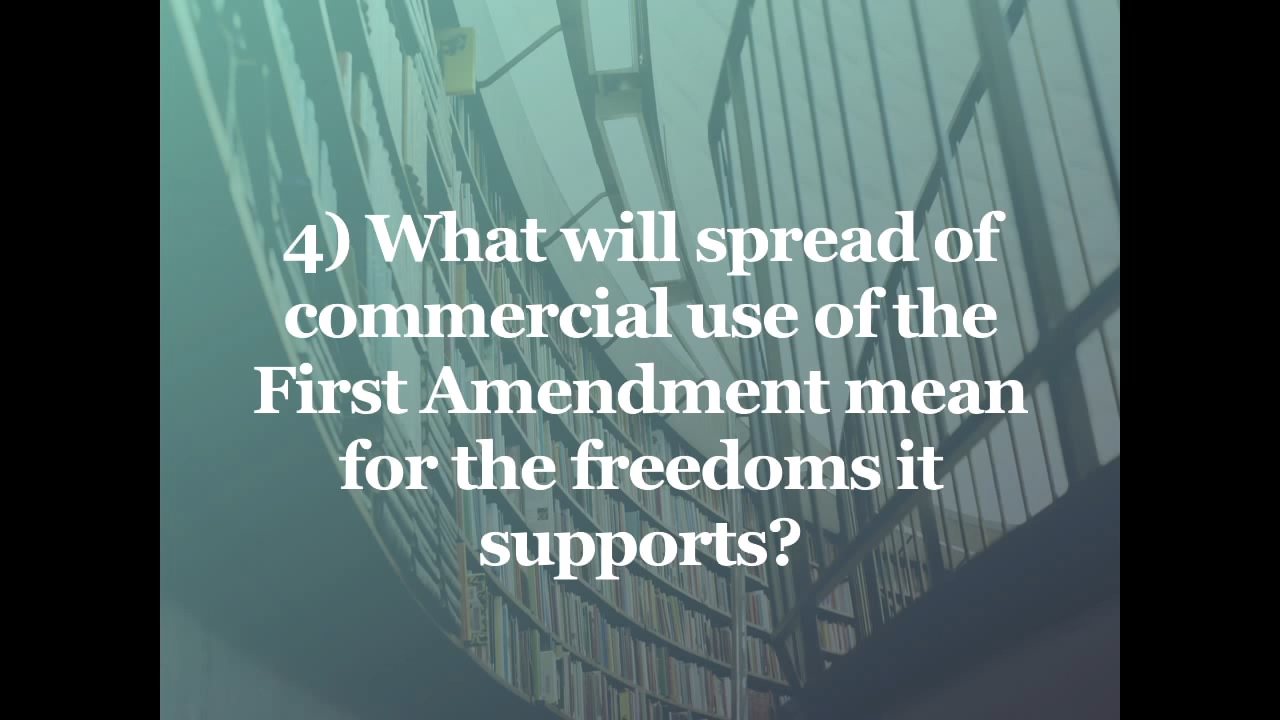 4) What will spread of
commercial use of the
First Amendment mean
for the freedoms it
supports?